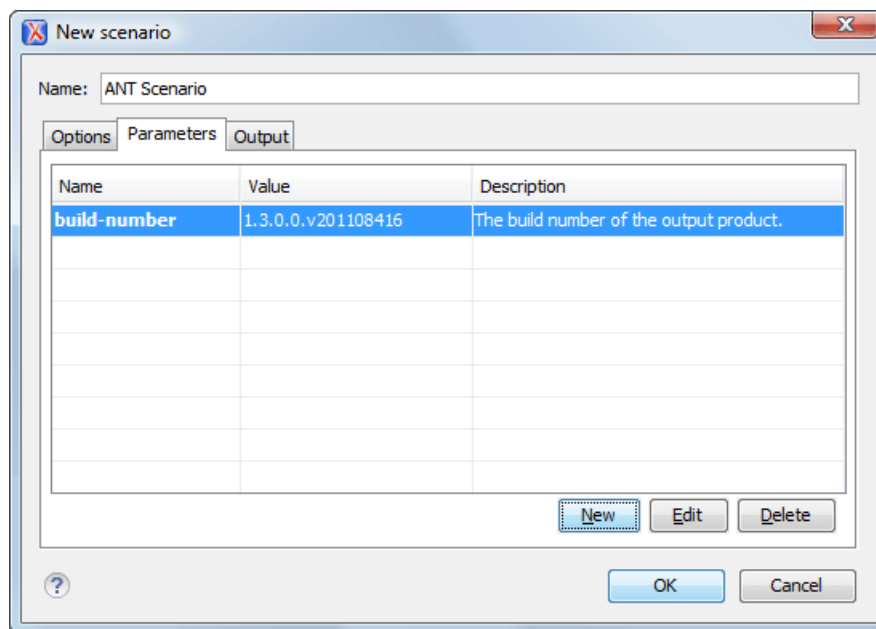 New scenario
Name: ANT Scenario
Options Parameters Output
Name Value Description
build-number 1.3.0.0.v201108416 The build number of the output product.
New Edit Delete
? OK Cancel